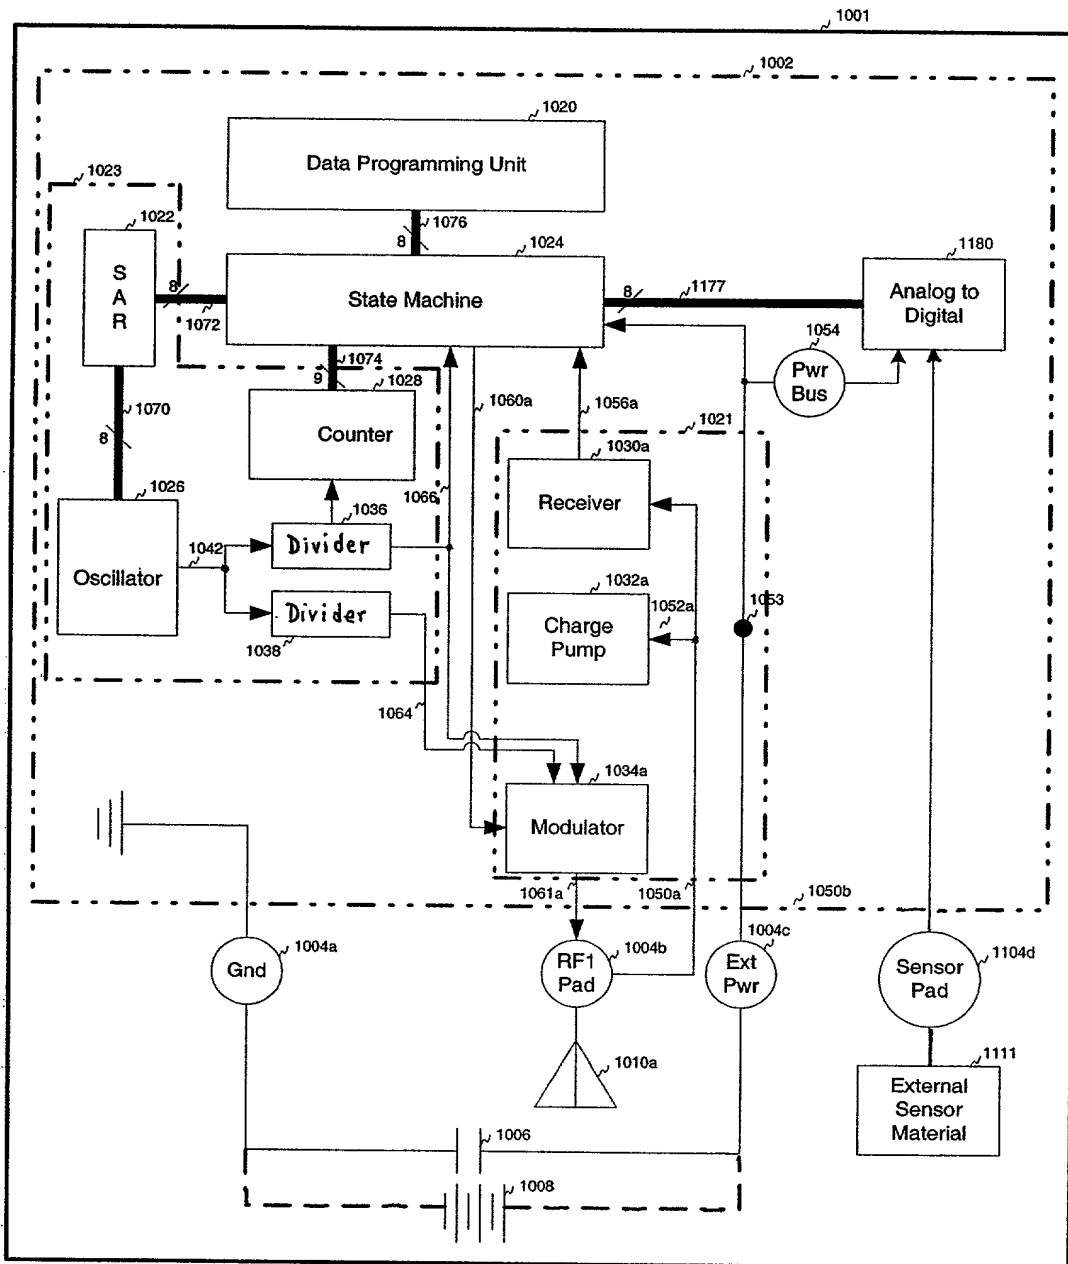 1001
1002
1020
Data Programming Unit
1023
1022
1076
8
1024
1180
S
A
R
8
1072
State Machine
8
1177
Analog to
Digital
1054
Pwr
Bus
1074
9
1028
1060a
1056a
1070
8
Counter
1021
1030a
Receiver
1026
1066
1036
1042
Divider
Oscillator
Divider
1038
1032a
1052a
Charge
Pump
1053
1064
1034a
Modulator
1061a
1050a
1050b
Gnd
1004a
RF1
Pad
1004b
1004c
Ext
Pwr
1104d
Sensor
Pad
1010a
1111
External
Sensor
Material
1006
1008